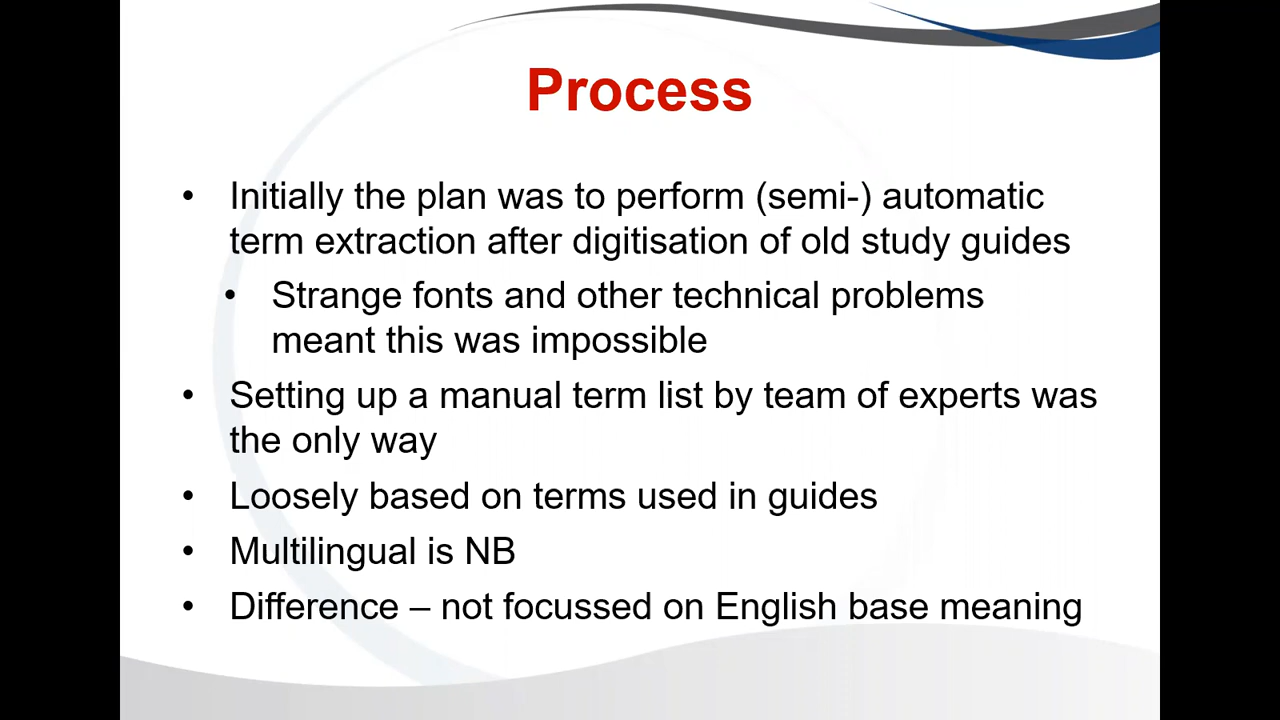 Process
• Initially the plan was to perform (semi-) automatic
term extraction after digitisation of old study guides
• Strange fonts and other technical problems
meant this was impossible
• Setting up a manual term list by team of experts was
the only way
• Loosely based on terms used in guides
• Multilingual is NB
• Difference – not focussed on English base meaning